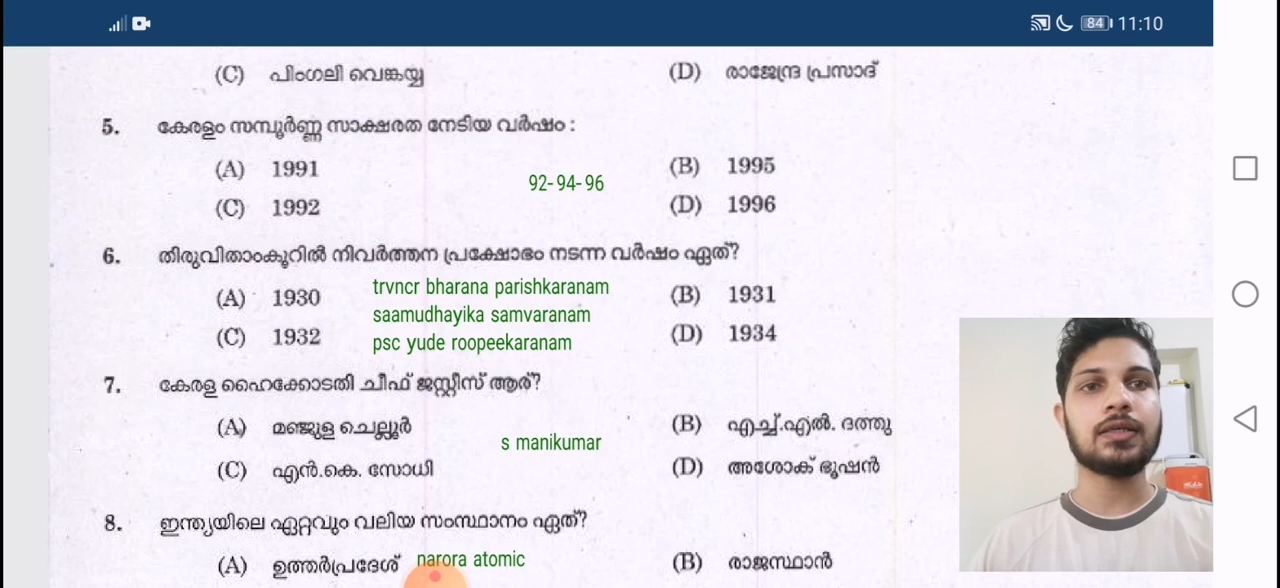 84 11:10
(C) പിംഗലി വെങ്കയ്യ (D) രാജേന്ദ്ര പ്രസാദ്
5. കേരളം സമ്പൂർണ്ണ സാക്ഷരത നേടിയ വർഷം :
(A) 1991 (B) 1995
92-94-96
(C) 1992 (D) 1996
6. തിരുവിതാംകൂറിൽ നിവർത്തന പ്രക്ഷോഭം നടന്ന വർഷം ഏത്?
trvncr bharana parishkaranam
(A) 1930 (B) 1931
saamudhayika samvaranam
(C) 1932 (D) 1934
psc yude roopeekaranam
7. കേരള ഹൈക്കോടതി ചീഫ് ജസ്റ്റീസ് ആര്?
(A) മഞ്ജുള ചെല്ലൂർ (B) എച്ച്.എൽ. ദത്തു
s manikumar
(C) എൻ.കെ. സോധി (D) അശോക് ഭൂഷൻ
8. ഇന്ത്യയിലെ ഏറ്റവും വലിയ സംസ്ഥാനം ഏത്?
(A) ഉത്തർപ്രദേശ് narora atomic (B) രാജസ്ഥാൻ